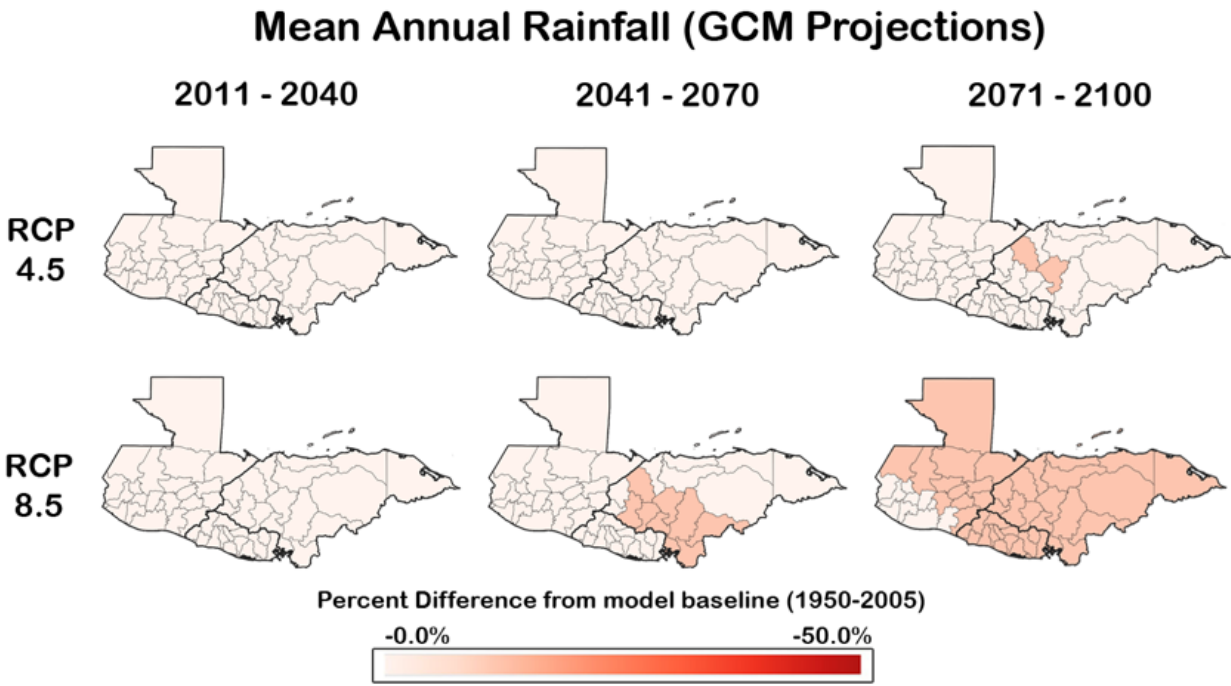 Mean Annual Rainfall (GCM Projections)
2011 - 2040
2041 - 2070
2071 - 2100
RCP
4.5
RCP
8.5
Percent Difference from model baseline (1950-2005)
-0.0%
-50.0%